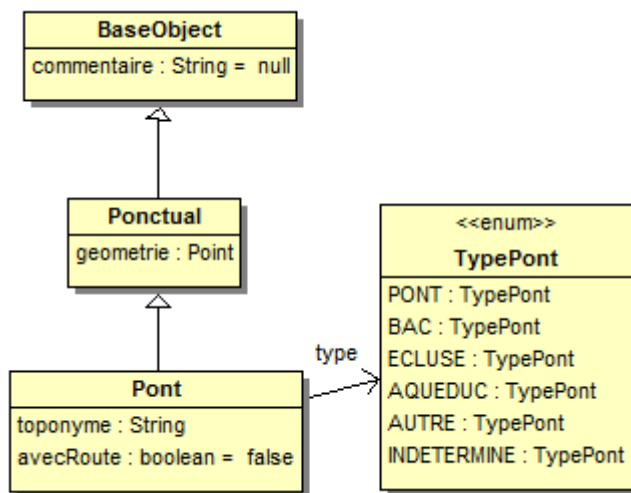 BaseObject
commentaire : String = null
Ponctual
geometrie : Point
<<enum>>
TypePont
PONT : TypePont
BAC : TypePont
ECLUSE : TypePont
AQUEDUC : TypePont
AUTRE : TypePont
INDETERMINE : TypePont
type
Pont
toponyme : String
avecRoute : boolean = false